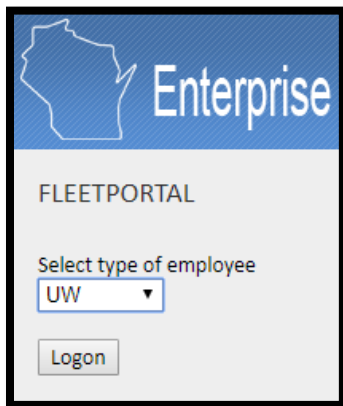 Enterprise
FLEETPORTAL
Select type of employee
UW
Logon